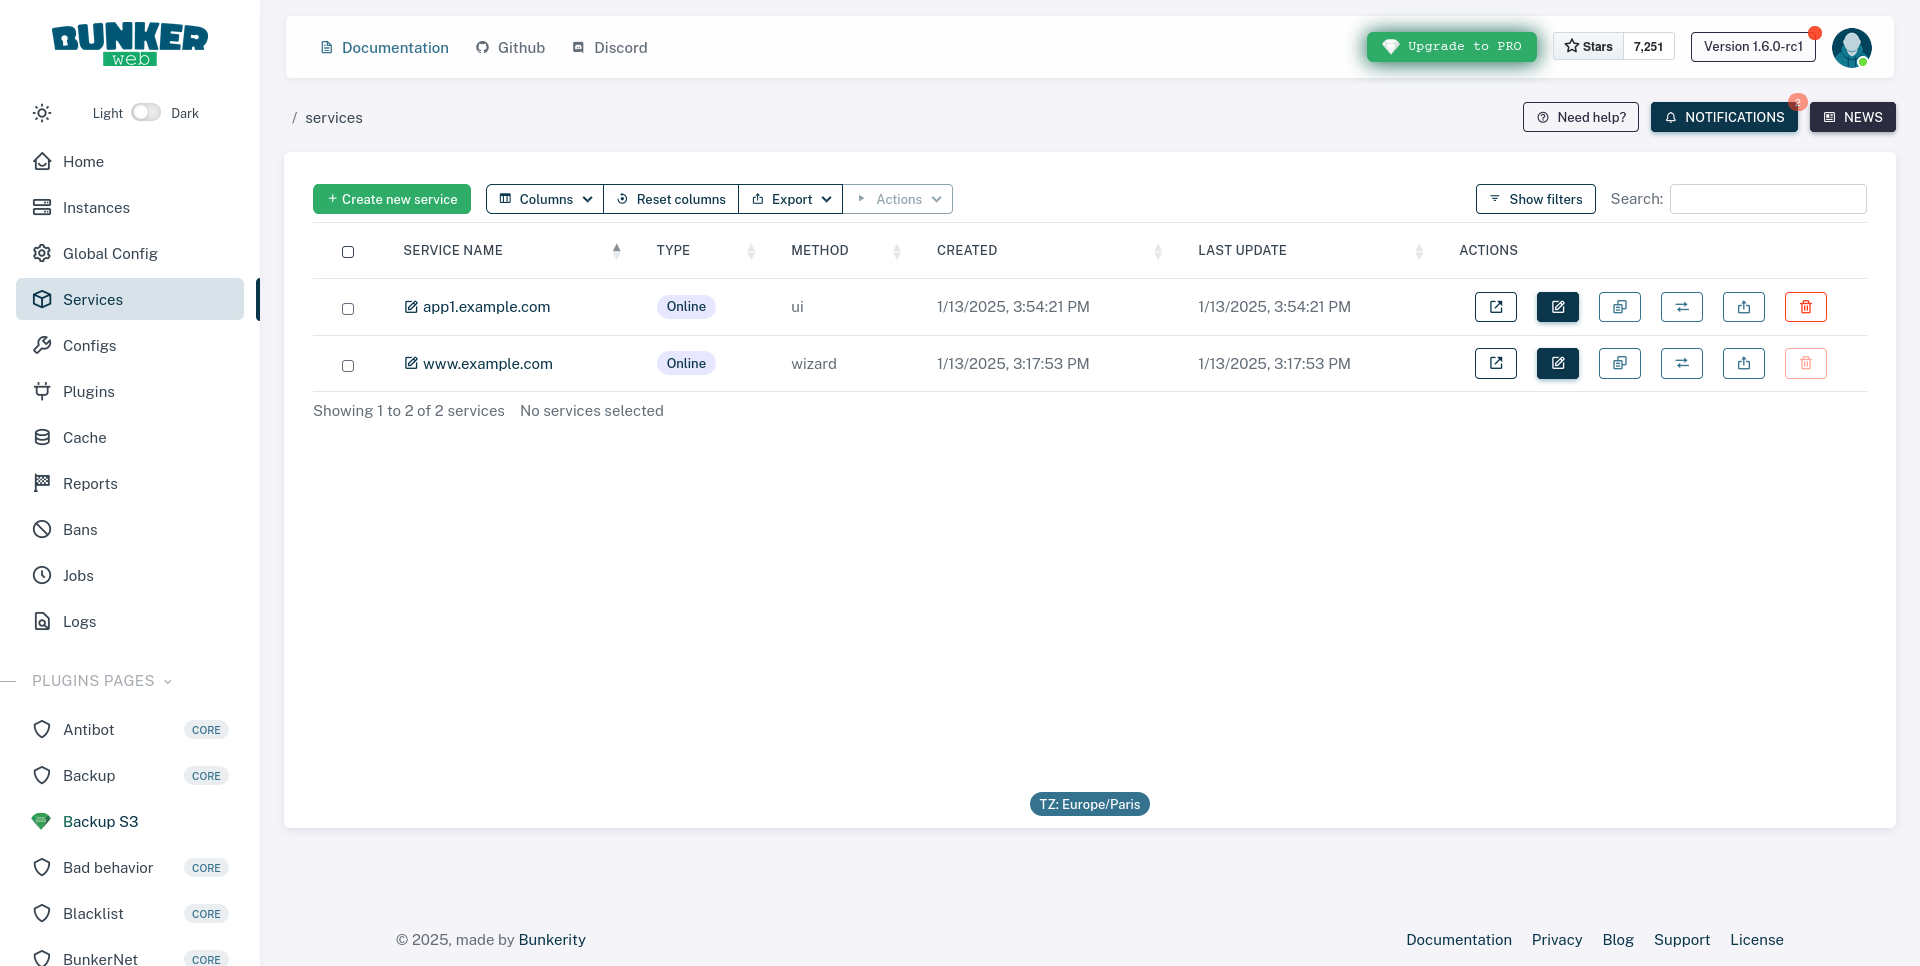 BUNKER
web
Light Dark
Home
Instances
Global Config
Services
Configs
Plugins
Cache
Reports
Bans
Jobs
Logs
PLUGINS PAGES
Antibot CORE
Backup CORE
Backup S3
Bad behavior CORE
Blacklist CORE
BunkerNet CORE
Documentation Github Discord
Upgrade to PRO
Stars 7,251
Version 1.6.0-rc1
/ services
Need help?
NOTIFICATIONS 2
NEWS
+ Create new service
Columns Reset columns Export Actions
Show filters Search:
SERVICE NAME TYPE METHOD CREATED LAST UPDATE ACTIONS
app1.example.com Online ui 1/13/2025, 3:54:21 PM 1/13/2025, 3:54:21 PM
www.example.com Online wizard 1/13/2025, 3:17:53 PM 1/13/2025, 3:17:53 PM
Showing 1 to 2 of 2 services No services selected
TZ: Europe/Paris
© 2025, made by Bunkerity
Documentation Privacy Blog Support License